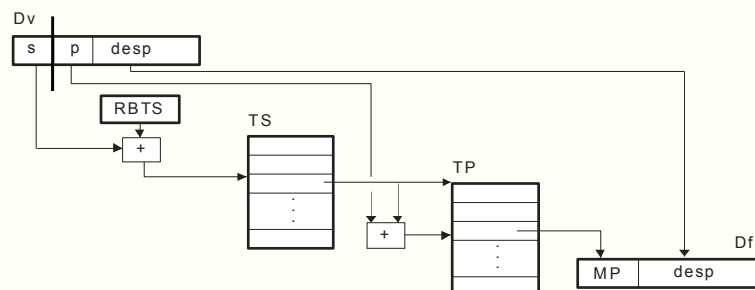 Dv
s p desp
RBTS
TS
+
TP
+
Df
MP desp